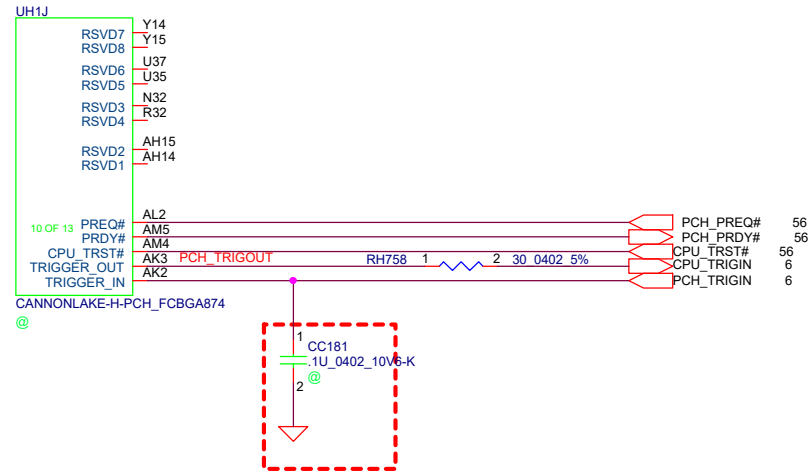 UH1J
RSVD7 Y14
RSVD8 Y15
RSVD6 U37
RSVD5 U35
RSVD3 N32
RSVD4 R32
RSVD2 AH15
RSVD1 AH14
10 OF 13 PREQ# AL2 PCH_PREQ# 56
PRDY# AM5 PCH_PRDY# 56
CPU_TRST# AM4 CPU_TRST# 56
TRIGGER_OUT AK3 PCH_TRIGOUT RH758 1 2 30_0402_5% CPU_TRIGIN 6
TRIGGER_IN AK2 PCH_TRIGIN 6
CANNONLAKE-H-PCH_FCBGA874
@
1
CC181
.1U_0402_10V6-K
@
2